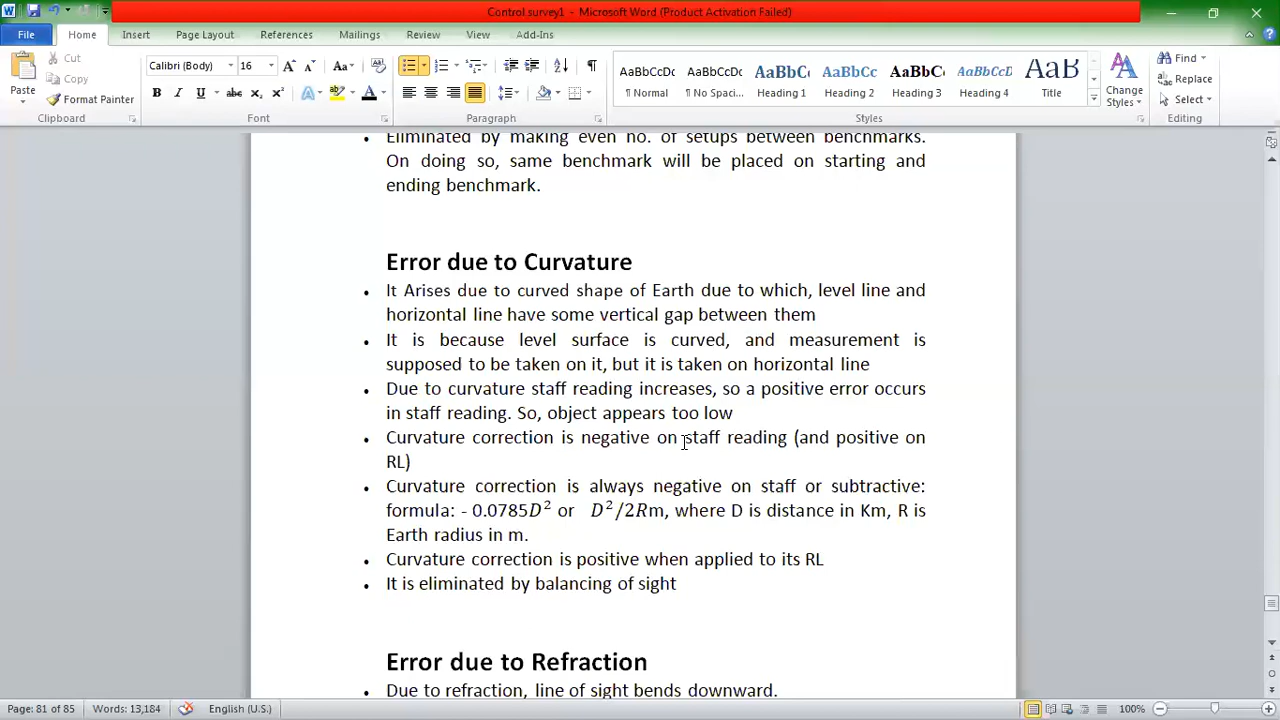 Control.survey1 - Microsoft Word (Product Activation Failed)
File Home Insert Page Layout References Mailings Review View Add-Ins
Cut
Copy
Format Painter
Paste
Clipboard
Calibri (Body) 16
Font
Paragraph
AaBbCcDc AaBbCcDc AaBbC AaBbCc AaBbC AaBbCcD AaB
¶ Normal ¶ No Spaci... Heading 1 Heading 2 Heading 3 Heading 4 Title
Change
Styles
Styles
Find
Replace
Select
Editing
• Eliminated by making even no. of setups between benchmarks.
On doing so, same benchmark will be placed on starting and
ending benchmark.
Error due to Curvature
• It Arises due to curved shape of Earth due to which, level line and
horizontal line have some vertical gap between them
• It is because level surface is curved, and measurement is
supposed to be taken on it, but it is taken on horizontal line
• Due to curvature staff reading increases, so a positive error occurs
in staff reading. So, object appears too low
• Curvature correction is negative on staff reading (and positive on
RL)
• Curvature correction is always negative on staff or subtractive:
formula: - 0.0785D² or D²/2Rm, where D is distance in Km, R is
Earth radius in m.
• Curvature correction is positive when applied to its RL
• It is eliminated by balancing of sight
Error due to Refraction
• Due to refraction, line of sight bends downward.
Page: 81 of 85 Words: 13,184 English (U.S.) 100%